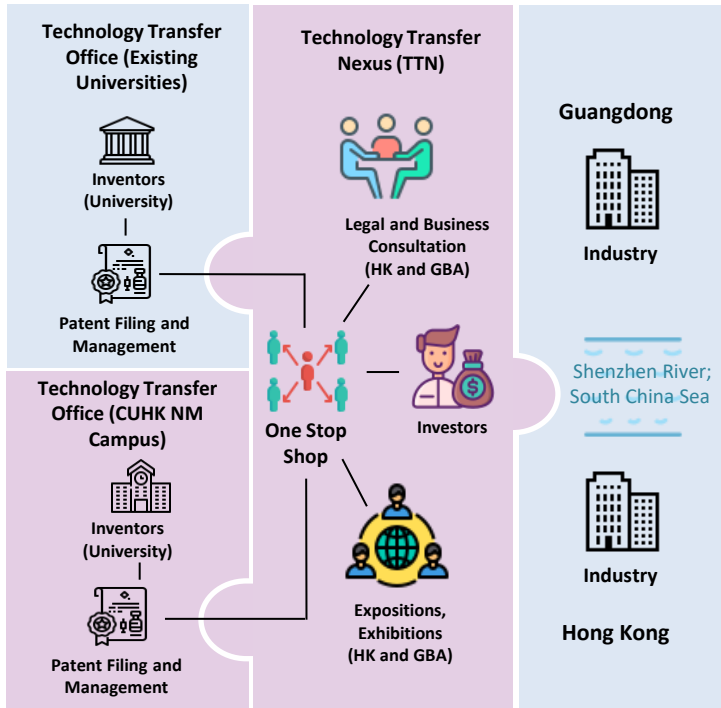 Technology Transfer
Office (Existing
Universities)
Inventors
(University)
Patent Filing and
Management
Technology Transfer
Office (CUHK NM
Campus)
Inventors
(University)
Patent Filing and
Management
Technology Transfer
Nexus (TTN)
Legal and Business
Consultation
(HK and GBA)
One Stop
Shop
$
Investors
Expositions,
Exhibitions
(HK and GBA)
Guangdong
Industry
Shenzhen River;
South China Sea
Industry
Hong Kong